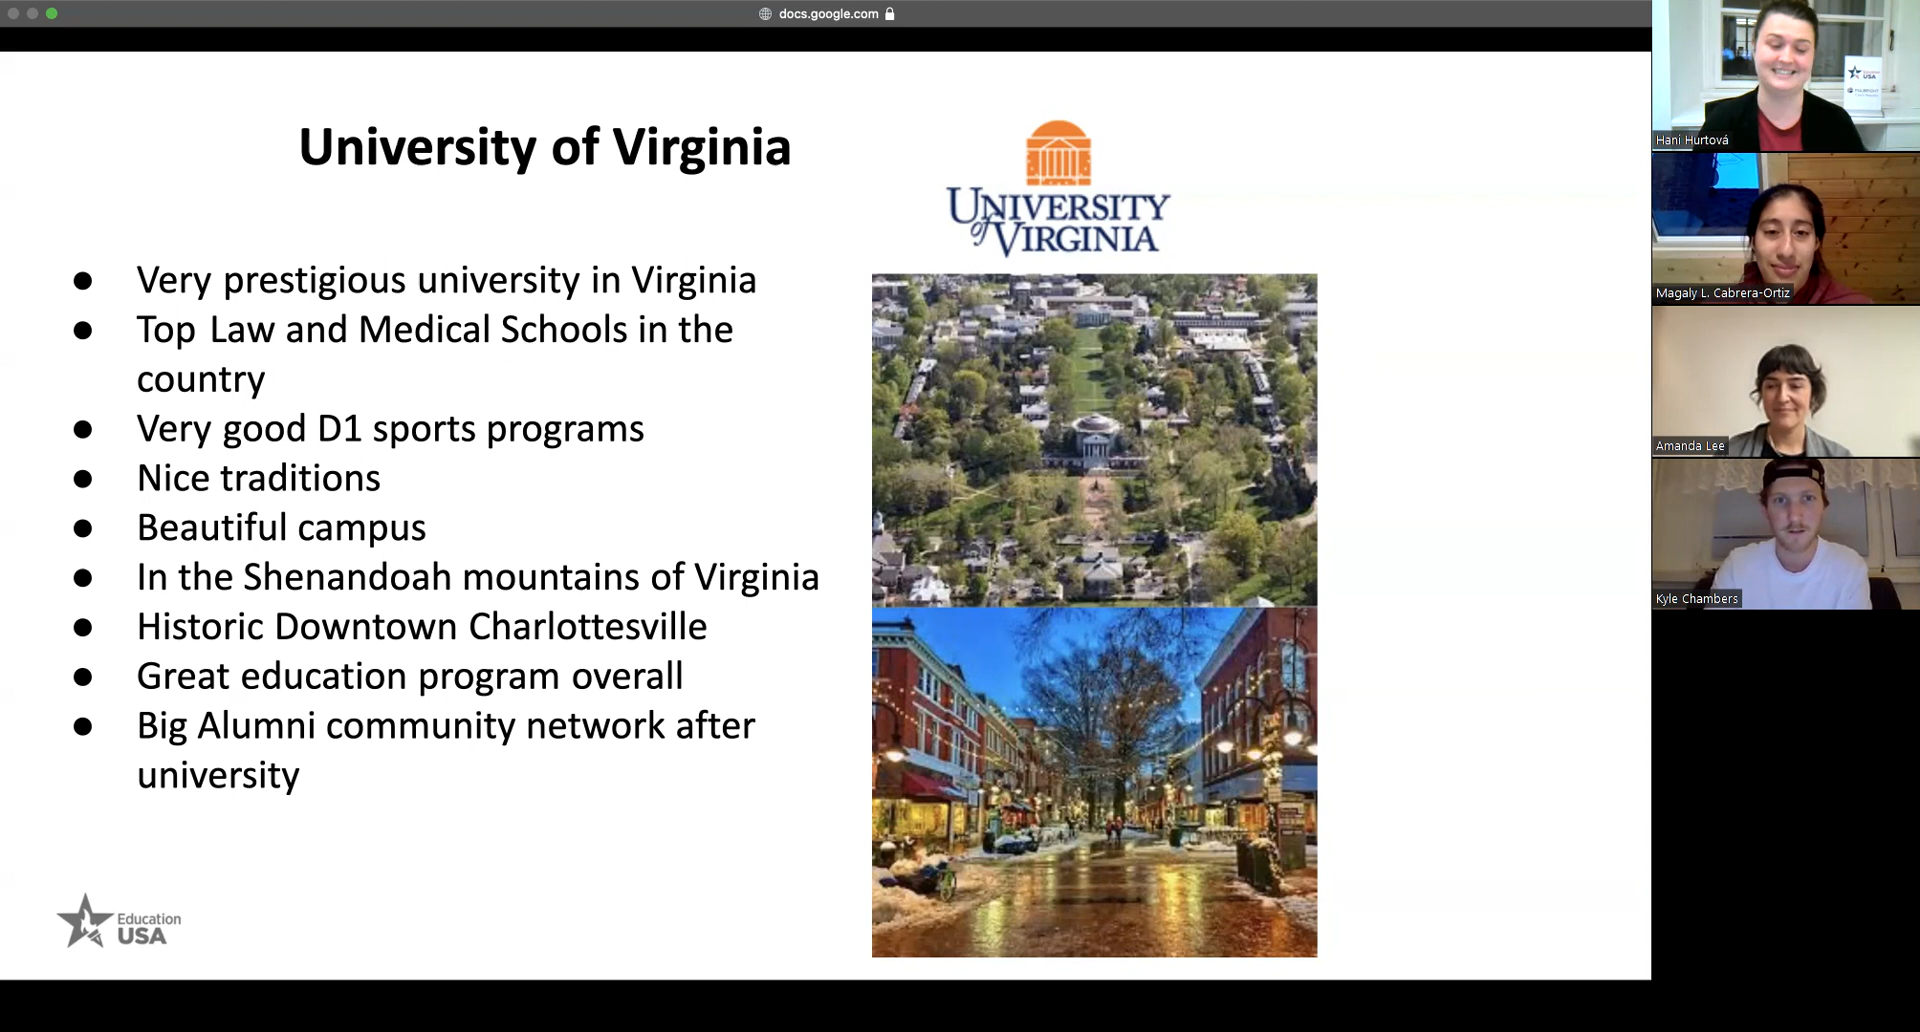 docs.google.com
University of Virginia
UNIVERSITY
of VIRGINIA
● Very prestigious university in Virginia
● Top Law and Medical Schools in the
country
● Very good D1 sports programs
● Nice traditions
● Beautiful campus
● In the Shenandoah mountains of Virginia
● Historic Downtown Charlottesville
● Great education program overall
● Big Alumni community network after
university
Education
USA
USA
Hani Hurtová
Magaly L. Cabrera-Ortiz
Amanda Lee
Kyle Chambers